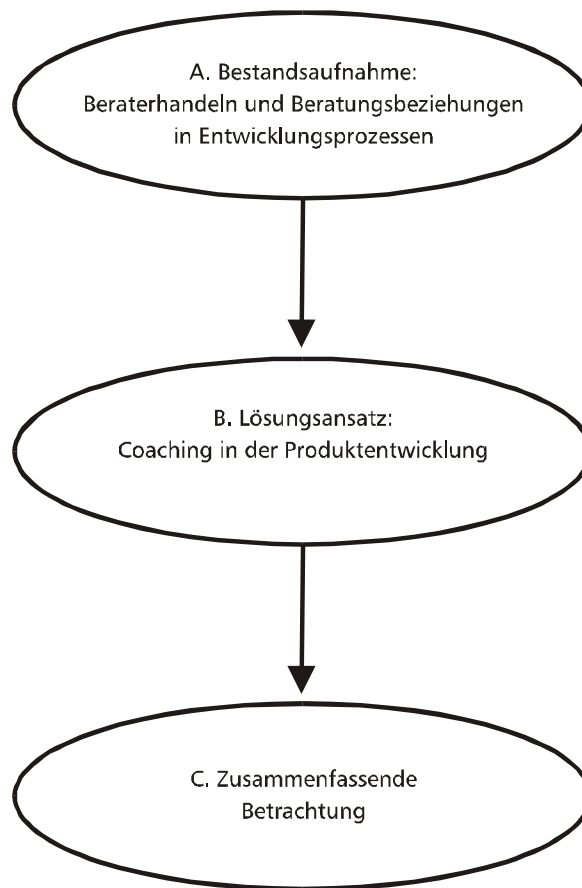 A. Bestandsaufnahme:
Beraterhandeln und Beratungsbeziehungen
in Entwicklungsprozessen
B. Lösungsansatz:
Coaching in der Produktentwicklung
C. Zusammenfassende
Betrachtung